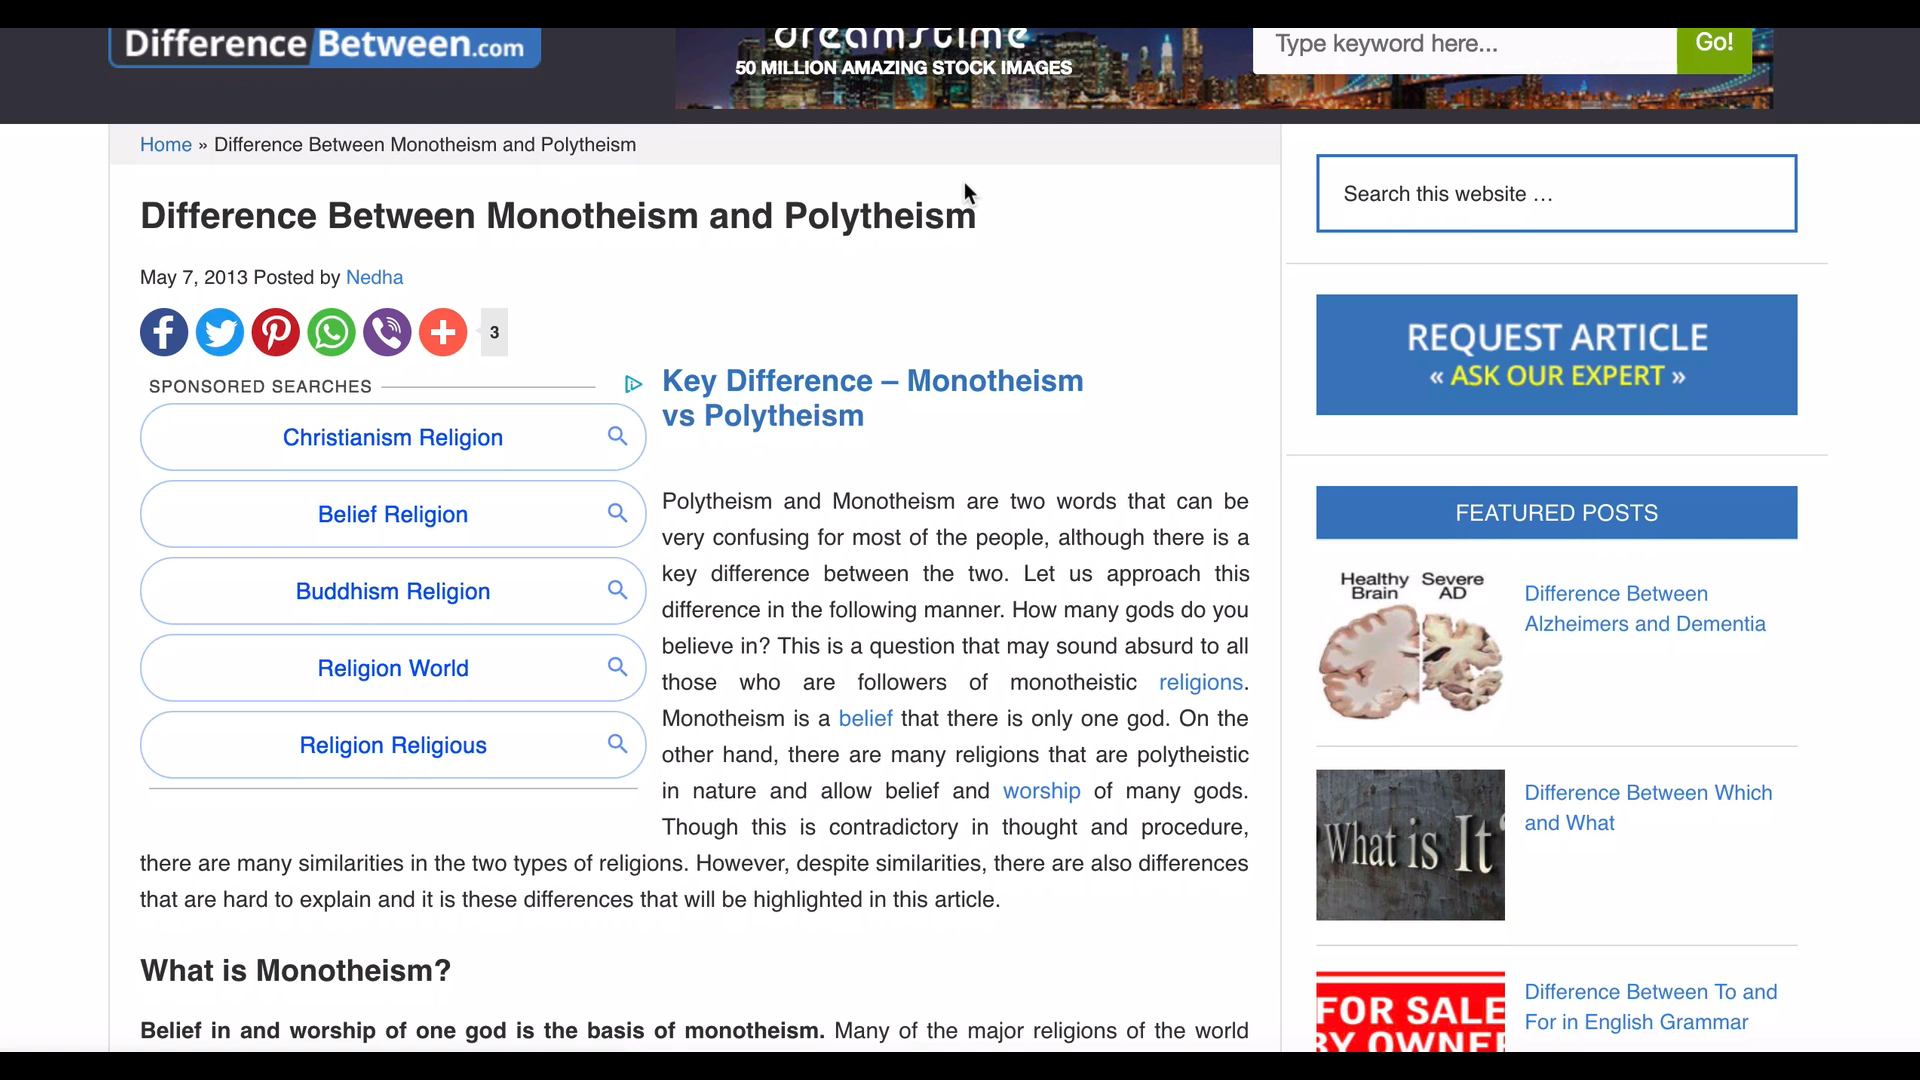 Difference Between.com
dreamstime
50 MILLION AMAZING STOCK IMAGES
Type keyword here...
Go!
Home » Difference Between Monotheism and Polytheism
Difference Between Monotheism and Polytheism
May 7, 2013 Posted by Nedha
3
SPONSORED SEARCHES
Christianism Religion
Belief Religion
Buddhism Religion
Religion World
Religion Religious
Key Difference – Monotheism
vs Polytheism
Polytheism and Monotheism are two words that can be
very confusing for most of the people, although there is a
key difference between the two. Let us approach this
difference in the following manner. How many gods do you
believe in? This is a question that may sound absurd to all
those who are followers of monotheistic religions.
Monotheism is a belief that there is only one god. On the
other hand, there are many religions that are polytheistic
in nature and allow belief and worship of many gods.
Though this is contradictory in thought and procedure,
there are many similarities in the two types of religions. However, despite similarities, there are also differences
that are hard to explain and it is these differences that will be highlighted in this article.
What is Monotheism?
Belief in and worship of one god is the basis of monotheism. Many of the major religions of the world
Search this website …
REQUEST ARTICLE
« ASK OUR EXPERT »
FEATURED POSTS
Healthy Severe
Brain AD
Difference Between
Alzheimers and Dementia
What is It
Difference Between Which
and What
FOR SALE
BY OWNER
Difference Between To and
For in English Grammar